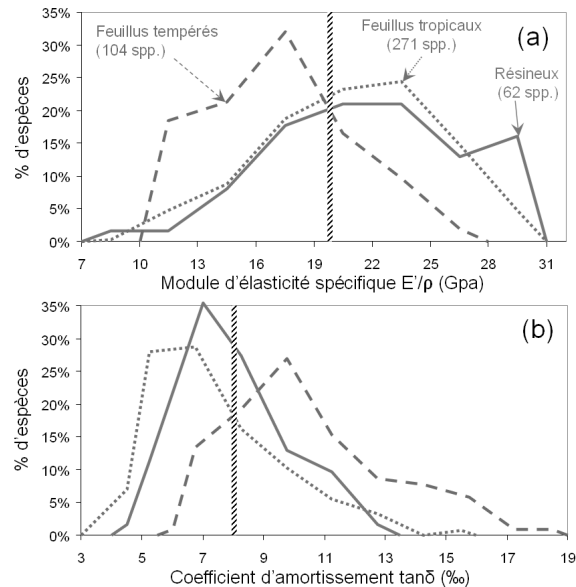 35%
30%
25%
20%
15%
10%
5%
0%
% d'espèces
Feuillus tempérés
(104 spp.)
Feuillus tropicaux
(271 spp.)
(a)
Résineux
(62 spp.)
7 10 13 16 19 22 25 28 31
Module d'élasticité spécifique E'/ρ (Gpa)
35%
30%
25%
20%
15%
10%
5%
0%
% d'espèces
(b)
3 5 7 9 11 13 15 17 19
Coefficient d'amortissement tanδ (‰)